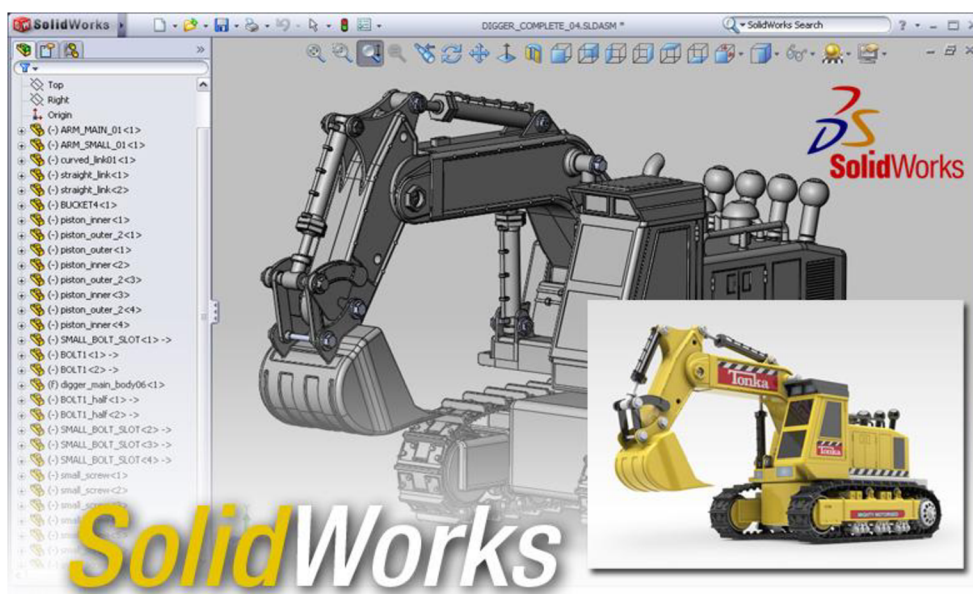 SolidWorks
DIGGER_COMPLETE_04.SLDASM *
SolidWorks Search
?
Top
Right
Origin
(-) ARM_MAIN_01<1>
(-) ARM_SMALL_01<1>
(-) curved_link01<1>
(-) straight_link<1>
(-) straight_link<2>
(-) BUCKET4<1>
(-) piston_inner<1>
(-) piston_outer_2<1>
(-) piston_outer<1>
(-) piston_inner<2>
(-) piston_outer_2<3>
(-) piston_inner<3>
(-) piston_outer_2<4>
(-) piston_inner<4>
(-) SMALL_BOLT_SLOT<1> ->
(-) BOLT1<1> ->
(-) BOLT1<2> ->
(f) digger_main_body06<1>
(-) BOLT1_half<1> ->
(-) BOLT1_half<2> ->
(-) SMALL_BOLT_SLOT<2> ->
(-) SMALL_BOLT_SLOT<3> ->
(-) SMALL_BOLT_SLOT<4> ->
(-) small_screw<1>
(-) small_screw<2>
SolidWorks
Tonka
Tonka
MIGHTY MOTORIZED
SolidWorks